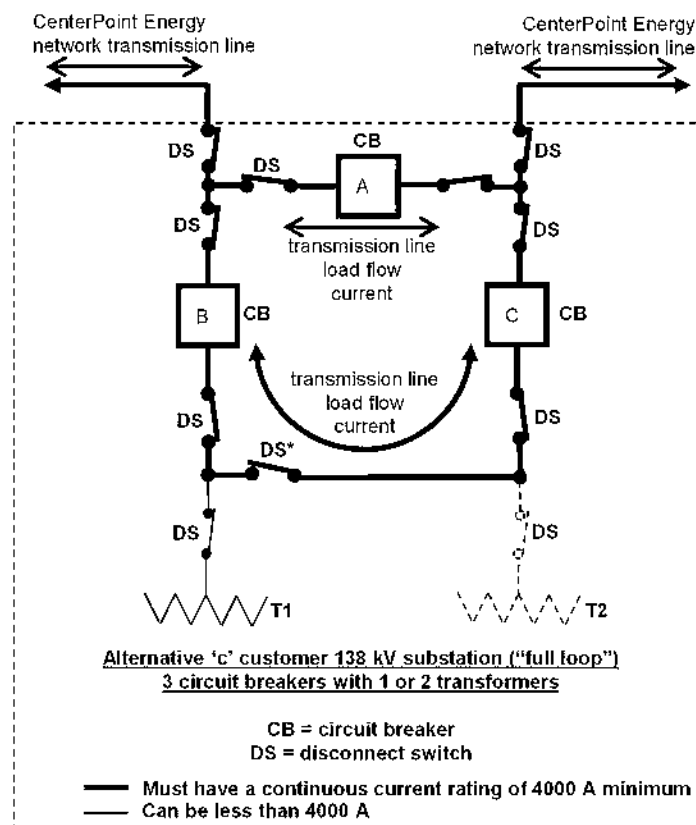 CenterPoint Energy
network transmission line
CenterPoint Energy
network transmission line
DS
CB
DS
DS
A
DS
DS
transmission line
load flow
current
B
CB
C
CB
transmission line
load flow
current
DS
DS
DS*
DS
DS
T1
T2
Alternative ‘c’ customer 138 kV substation (“full loop”)
3 circuit breakers with 1 or 2 transformers
CB = circuit breaker
DS = disconnect switch
Must have a continuous current rating of 4000 A minimum
Can be less than 4000 A